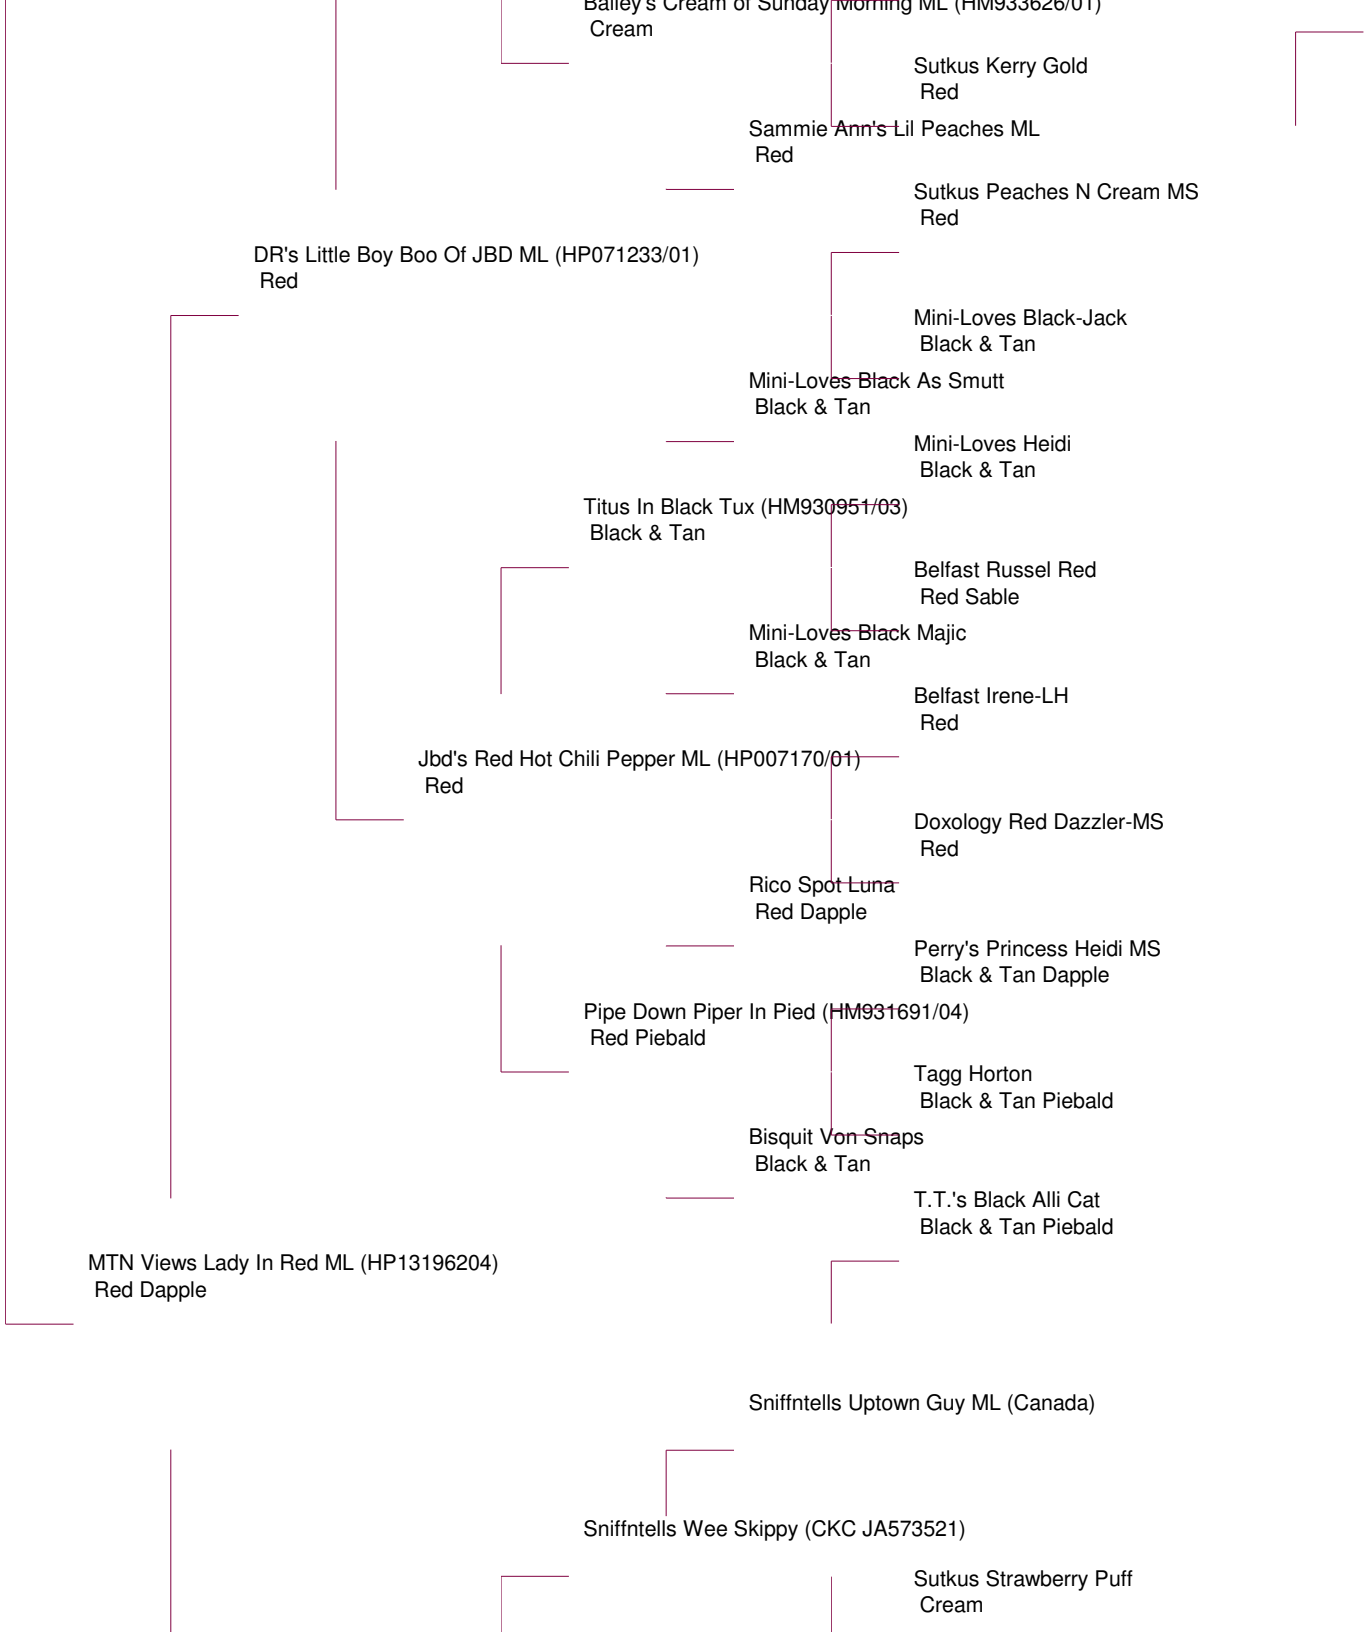 Bailey's Cream of Sunday Morning ML (HM933626/01)
Cream
Sutkus Kerry Gold
Red
Sammie Ann's Lil Peaches ML
Red
Sutkus Peaches N Cream MS
Red
DR's Little Boy Boo Of JBD ML (HP071233/01)
Red
Mini-Loves Black-Jack
Black & Tan
Mini-Loves Black As Smutt
Black & Tan
Mini-Loves Heidi
Black & Tan
Titus In Black Tux (HM930951/03)
Black & Tan
Belfast Russel Red
Red Sable
Mini-Loves Black Majic
Black & Tan
Belfast Irene-LH
Red
Jbd's Red Hot Chili Pepper ML (HP007170/01)
Red
Doxology Red Dazzler-MS
Red
Rico Spot Luna
Red Dapple
Perry's Princess Heidi MS
Black & Tan Dapple
Pipe Down Piper In Pied (HM931691/04)
Red Piebald
Tagg Horton
Black & Tan Piebald
Bisquit Von Snaps
Black & Tan
T.T.'s Black Alli Cat
Black & Tan Piebald
MTN Views Lady In Red ML (HP13196204)
Red Dapple
Sniffntells Uptown Guy ML (Canada)
Sniffntells Wee Skippy (CKC JA573521)
Sutkus Strawberry Puff
Cream